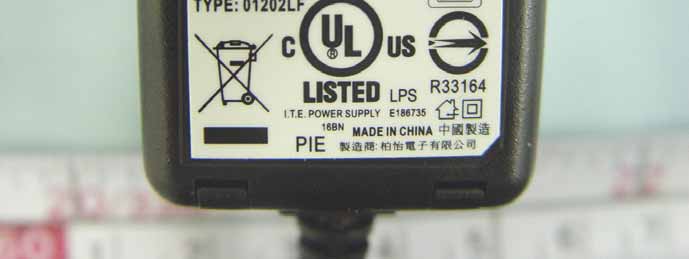 TYPE: 01202LF
C UL ® US
LISTED LPS R33164
I.T.E. POWER SUPPLY E186735
16BN MADE IN CHINA 中國製造
PIE 製造商: 柏怡電子有限公司